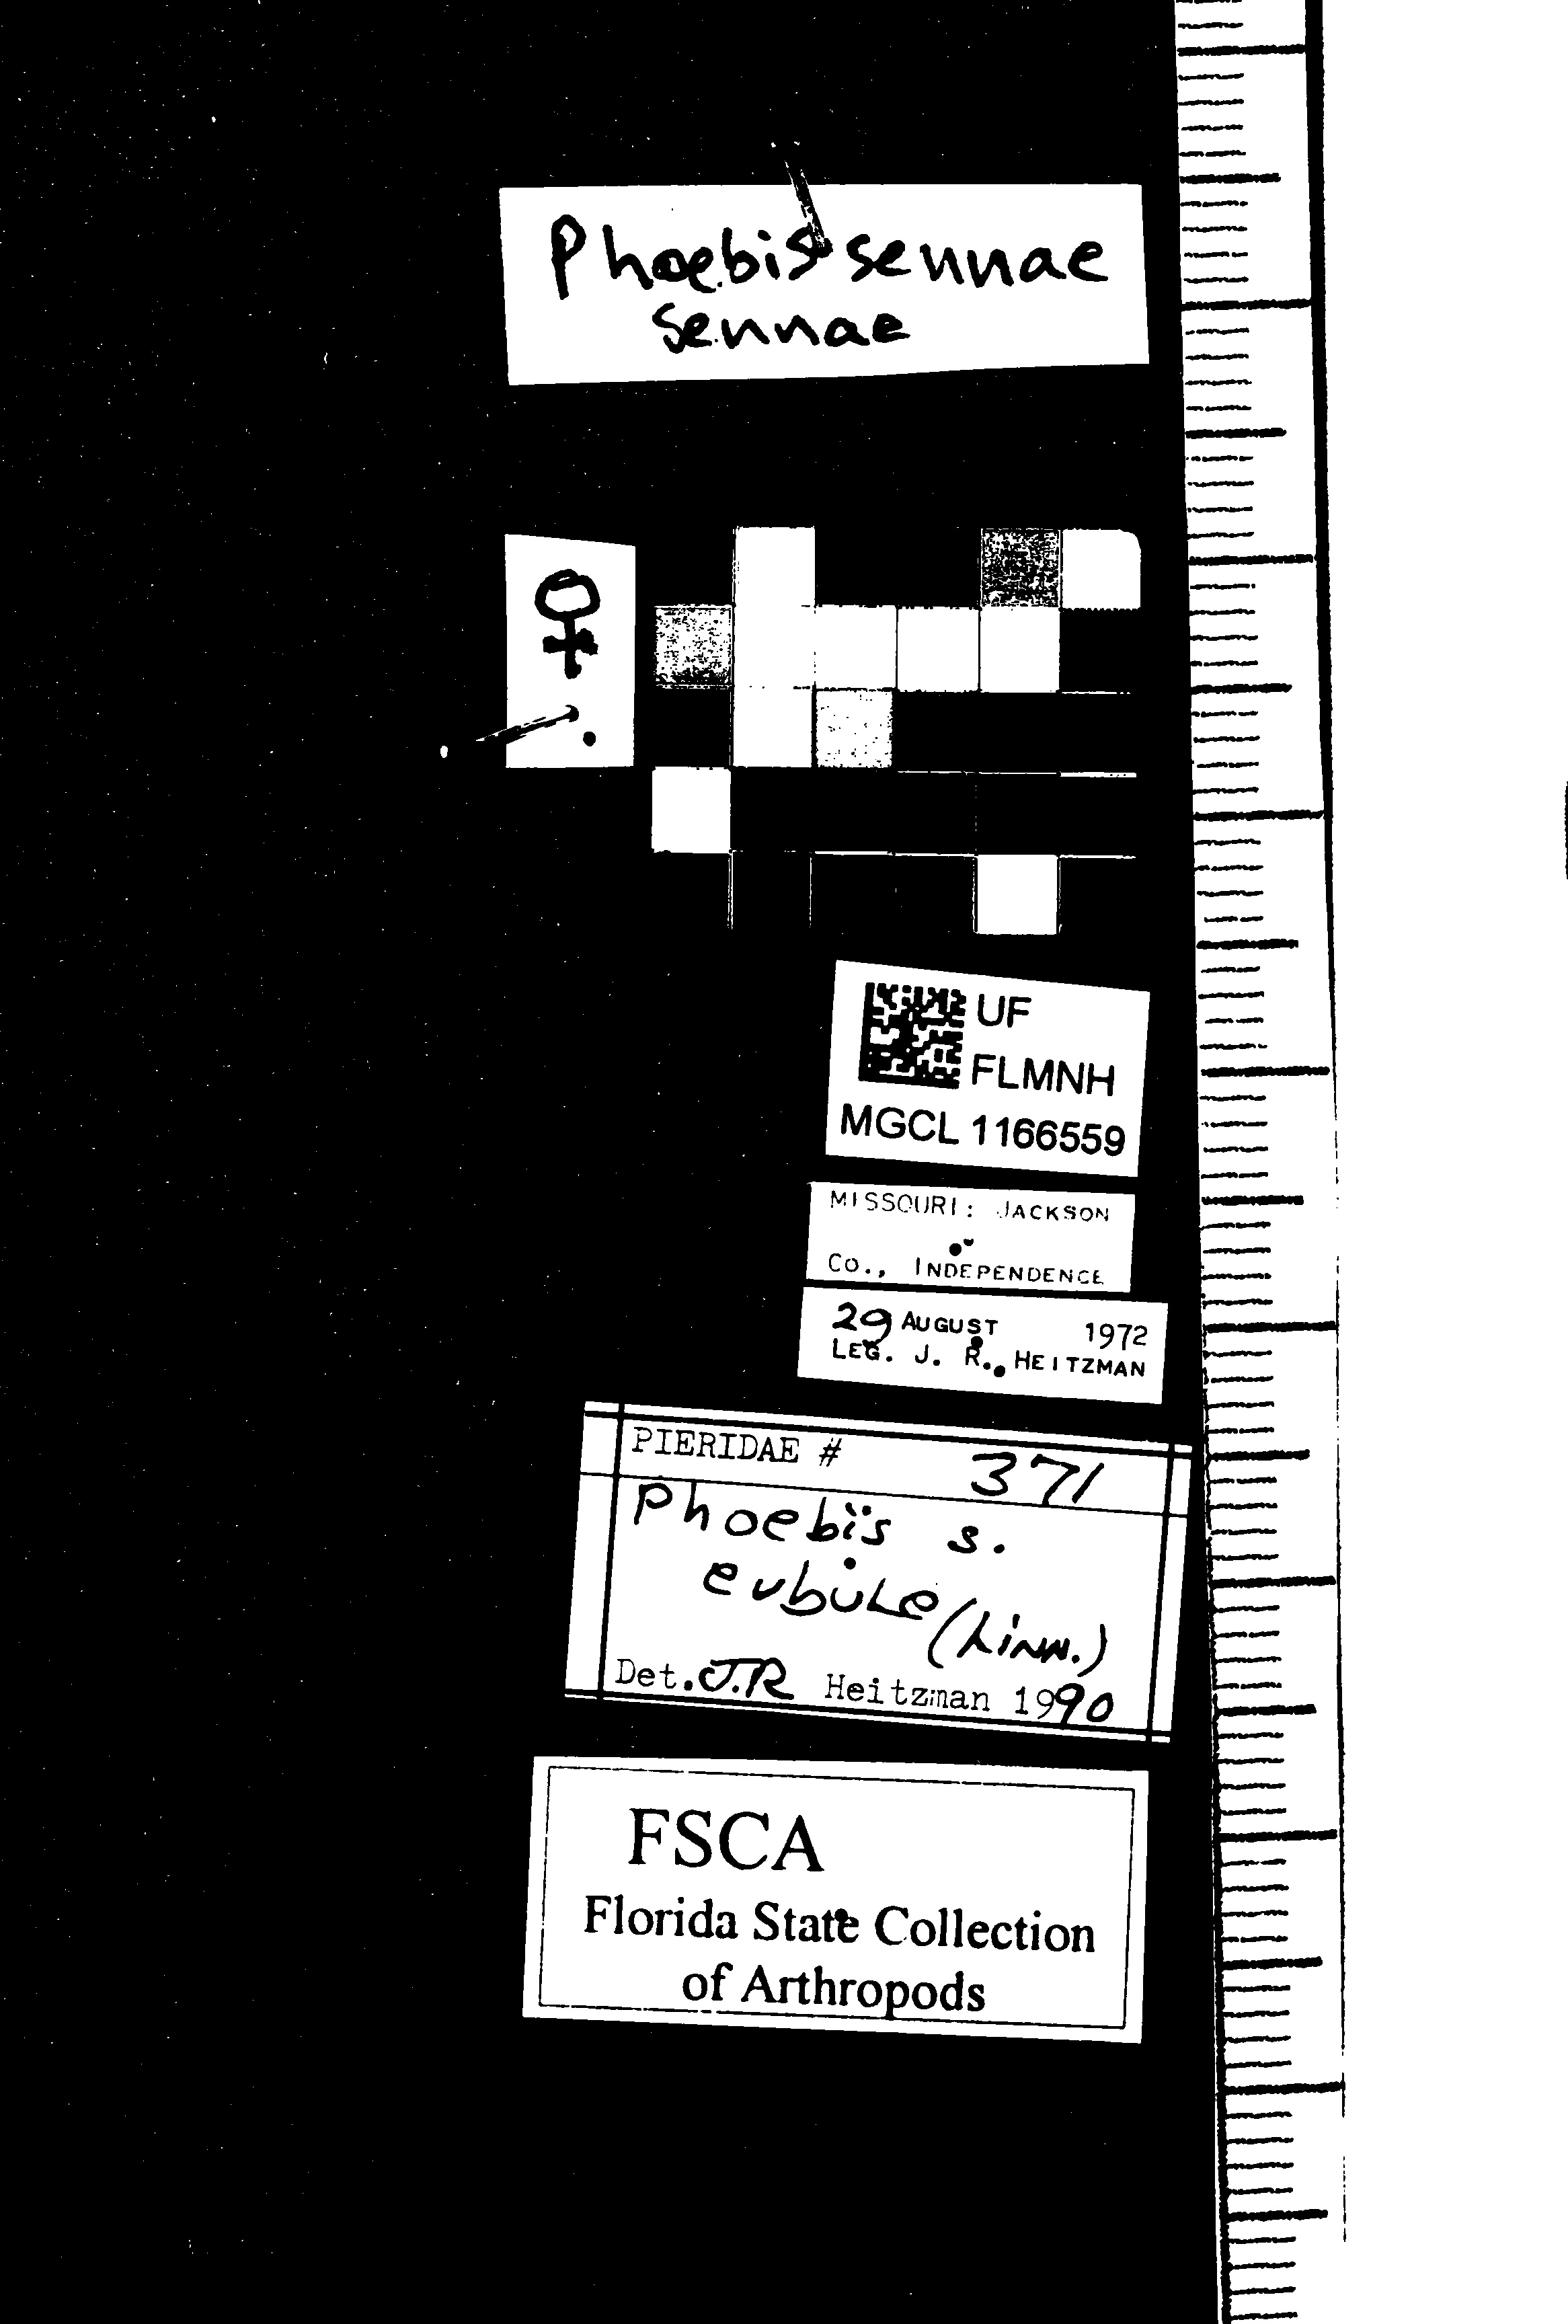 Phoebis sennae
sennae
♀
UF
FLMNH
MGCL 1166559
MISSOURI: JACKSON
CO., INDEPENDENCE
29 AUGUST 1972
LEG. J. R. HEITZMAN
PIERIDAE # 371
Phoebis s.
eubule (Linn.)
Det. J.R Heitzman 1990
FSCA
Florida State Collection
of Arthropods